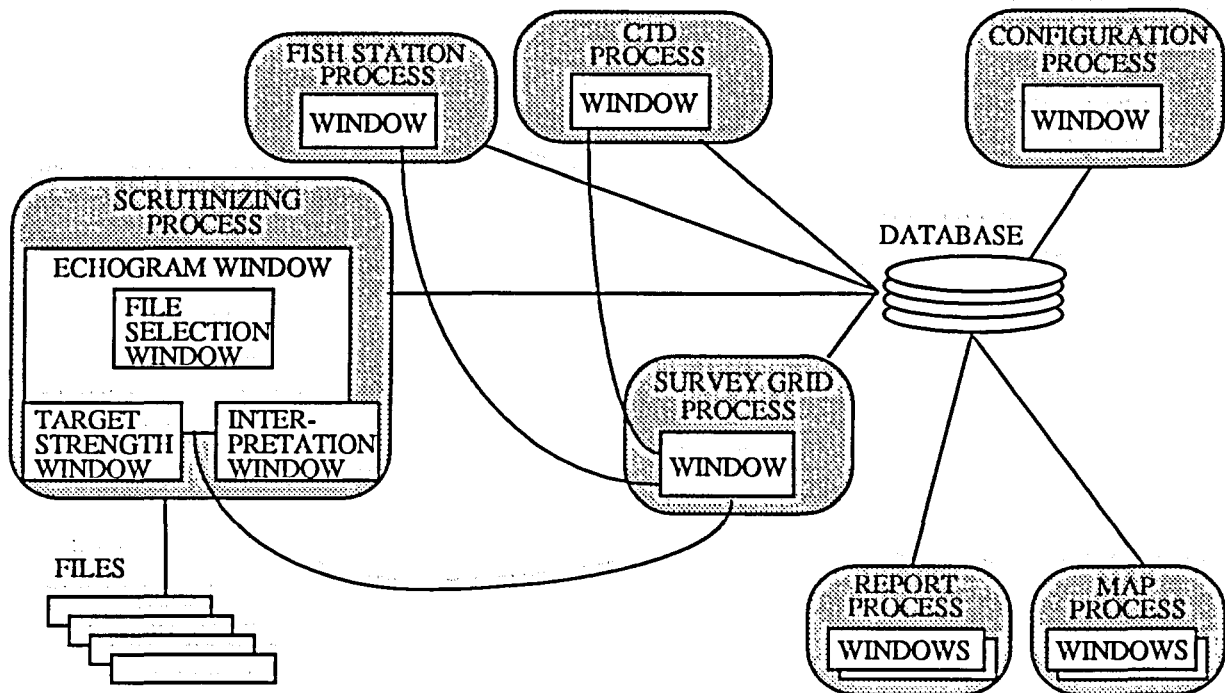 FISH STATION
PROCESS
WINDOW
CTD
PROCESS
WINDOW
CONFIGURATION
PROCESS
WINDOW
SCRUTINIZING
PROCESS
ECHOGRAM WINDOW
FILE
SELECTION
WINDOW
TARGET
STRENGTH
WINDOW
INTER-
PRETATION
WINDOW
DATABASE
SURVEY GRID
PROCESS
WINDOW
FILES
REPORT
PROCESS
WINDOWS
MAP
PROCESS
WINDOWS